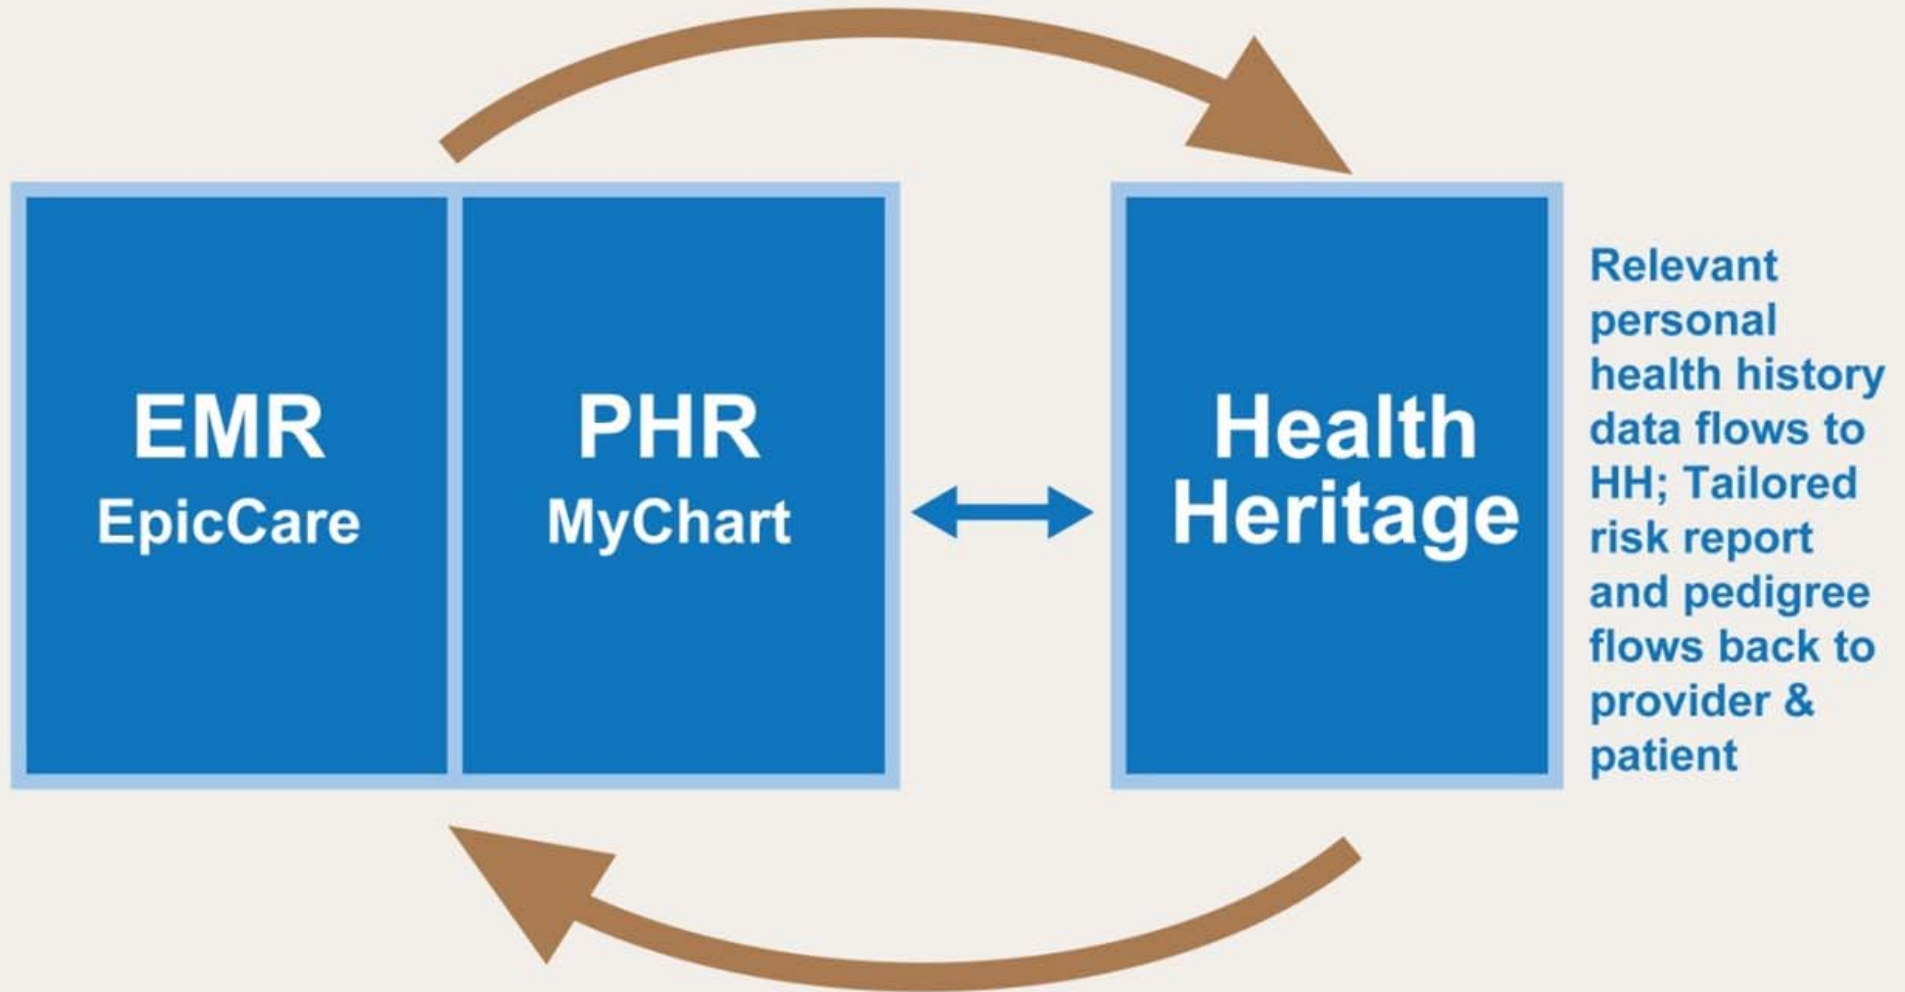 EMR
EpicCare
PHR
MyChart
Health
Heritage
Relevant
personal
health history
data flows to
HH; Tailored
risk report
and pedigree
flows back to
provider &
patient